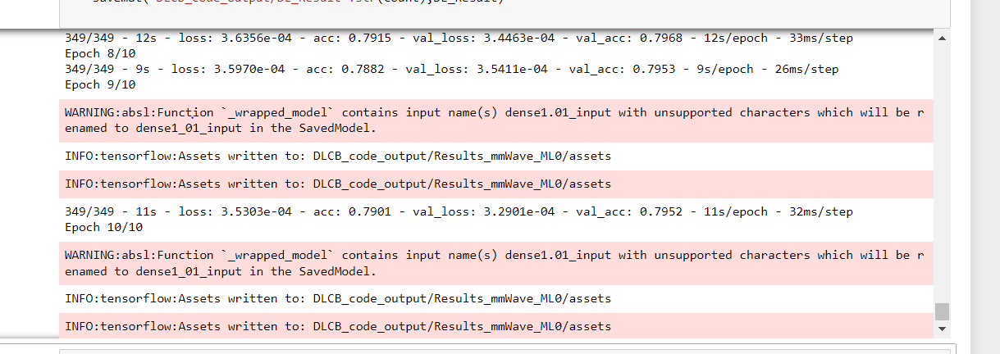 349/349 - 12s - loss: 3.6356e-04 - acc: 0.7915 - val_loss: 3.4463e-04 - val_acc: 0.7968 - 12s/epoch - 33ms/step
Epoch 8/10
349/349 - 9s - loss: 3.5970e-04 - acc: 0.7882 - val_loss: 3.5411e-04 - val_acc: 0.7953 - 9s/epoch - 26ms/step
Epoch 9/10
WARNING:absl:Function `_wrapped_model` contains input name(s) dense1.01_input with unsupported characters which will be r
enamed to dense1_01_input in the SavedModel.
INFO:tensorflow:Assets written to: DLCB_code_output/Results_mmWave_ML0/assets
INFO:tensorflow:Assets written to: DLCB_code_output/Results_mmWave_ML0/assets
349/349 - 11s - loss: 3.5303e-04 - acc: 0.7901 - val_loss: 3.2901e-04 - val_acc: 0.7952 - 11s/epoch - 32ms/step
Epoch 10/10
WARNING:absl:Function `_wrapped_model` contains input name(s) dense1.01_input with unsupported characters which will be r
enamed to dense1_01_input in the SavedModel.
INFO:tensorflow:Assets written to: DLCB_code_output/Results_mmWave_ML0/assets
INFO:tensorflow:Assets written to: DLCB_code_output/Results_mmWave_ML0/assets